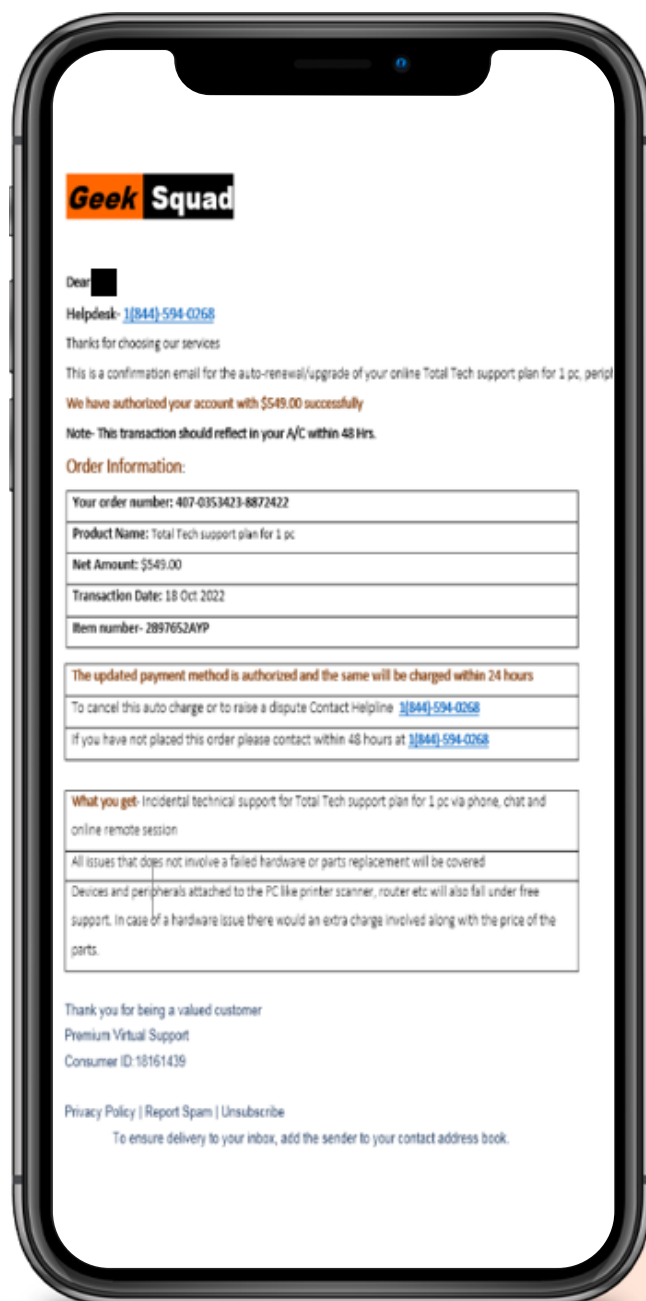 Geek Squad
Dear
Helpdesk- 1(844)-594-0268
Thanks for choosing our services
This is a confirmation email for the auto-renewal/upgrade of your online Total Tech support plan for 1 pc,
We have authorized your account with $549.00 successfully
Note- This transaction should reflect in your A/C within 48 Hrs.
Order Information:
Your order number: 407-0353423-8872422
Product Name: Total Tech support plan for 1 pc
Net Amount: $549.00
Transaction Date: 18 Oct 2022
Item number- 2897652AYP
The updated payment method is authorized and the same will be charged within 24 hours
To cancel this auto charge or to raise a dispute Contact Helpline 1(844)-594-0268
If you have not placed this order please contact within 48 hours at 1(844)-594-0268
What you get- Incidental technical support for Total Tech support plan for 1 pc via phone, chat and
online remote session
All issues that does not involve a failed hardware or parts replacement will be covered
Devices and peripherals attached to the PC like printer scanner, router etc will also fall under free
support. In case of a hardware issue there would an extra charge involved along with the price of the
parts.
Thank you for being a valued customer
Premium Virtual Support
Consumer ID:18161439
Privacy Policy | Report Spam | Unsubscribe
To ensure delivery to your inbox, add the sender to your contact address book.